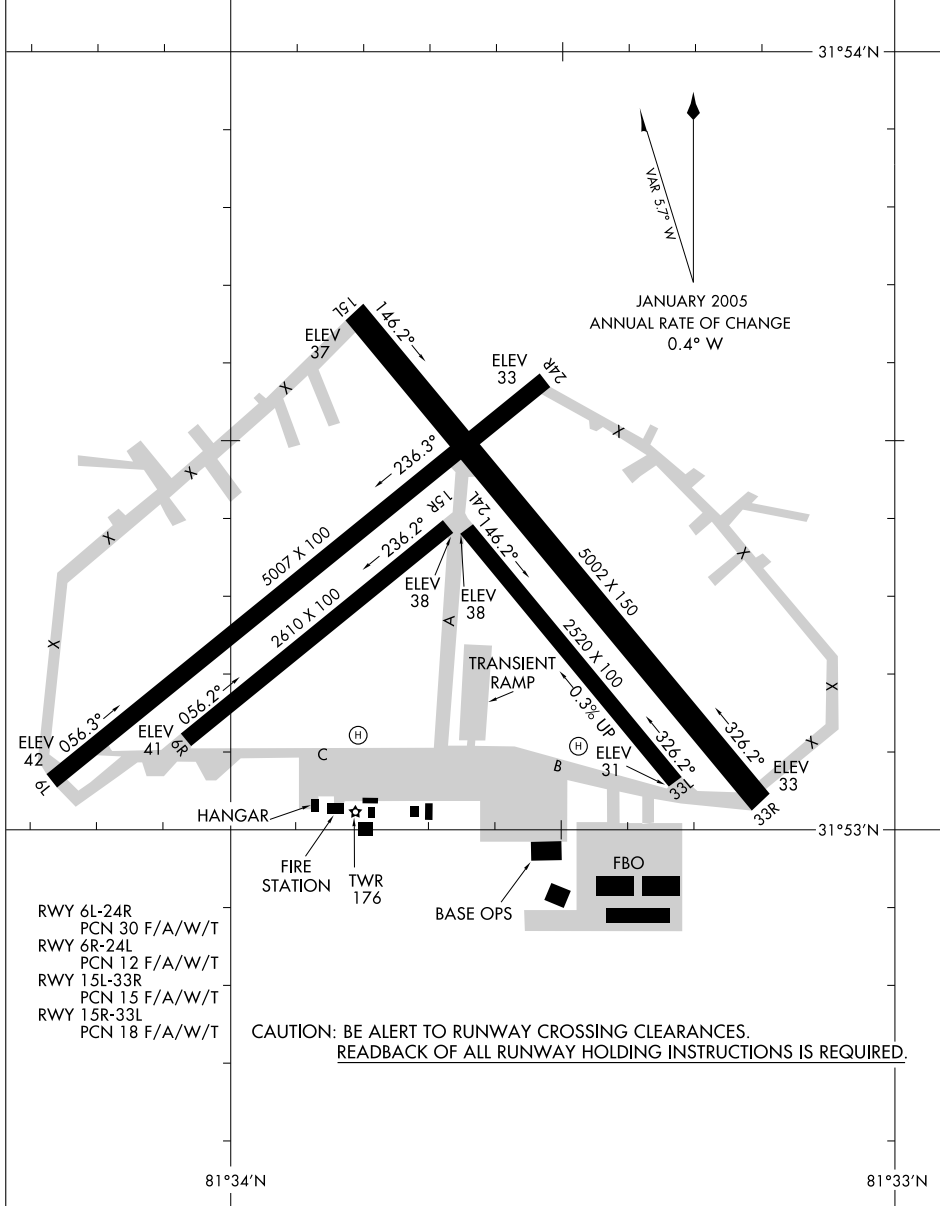 31°54'N
VAR 5.7° W
JANUARY 2005
ANNUAL RATE OF CHANGE
0.4° W
15L
146.2°
ELEV
37
ELEV
33
24R
236.3°
X
X
X
X
X
X
X
X
5007 X 100
15R
24L
236.2°
146.2°
ELEV
38
ELEV
38
5002 X 150
2610 X 100
2520 X 100
A
TRANSIENT
RAMP
0.3% UP
056.3°
056.2°
326.2°
326.2°
ELEV
42
6L
ELEV
41
6R
H
H
C
B
ELEV
31
33L
ELEV
33
33R
HANGAR
FIRE
STATION
TWR
176
31°53'N
BASE OPS
FBO
RWY 6L-24R
PCN 30 F/A/W/T
RWY 6R-24L
PCN 12 F/A/W/T
RWY 15L-33R
PCN 15 F/A/W/T
RWY 15R-33L
PCN 18 F/A/W/T
CAUTION: BE ALERT TO RUNWAY CROSSING CLEARANCES.
READBACK OF ALL RUNWAY HOLDING INSTRUCTIONS IS REQUIRED.
81°34'N
81°33'N